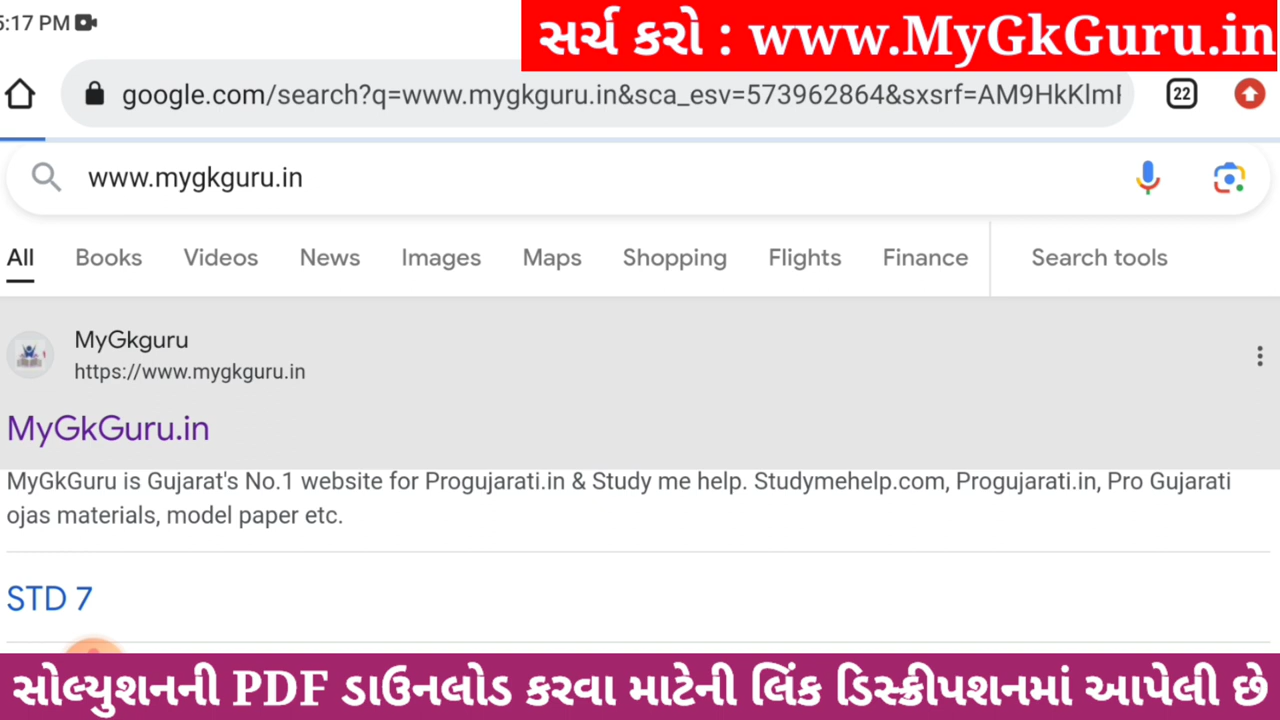 5:17 PM
સર્ચ કરો : www.MyGkGuru.in
google.com/search?q=www.mygkguru.in&sca_esv=573962864&sxsrf=AM9HkKlm
22
www.mygkguru.in
All Books Videos News Images Maps Shopping Flights Finance Search tools
MyGkguru
https://www.mygkguru.in
MyGkGuru.in
MyGkGuru is Gujarat's No.1 website for Progujarati.in & Study me help. Studymehelp.com, Progujarati.in, Pro Gujarati
ojas materials, model paper etc.
STD 7
સોલ્યુશનની PDF ડાઉનલોડ કરવા માટેની લિંક ડિસ્ક્રીપશનમાં આપેલી છે